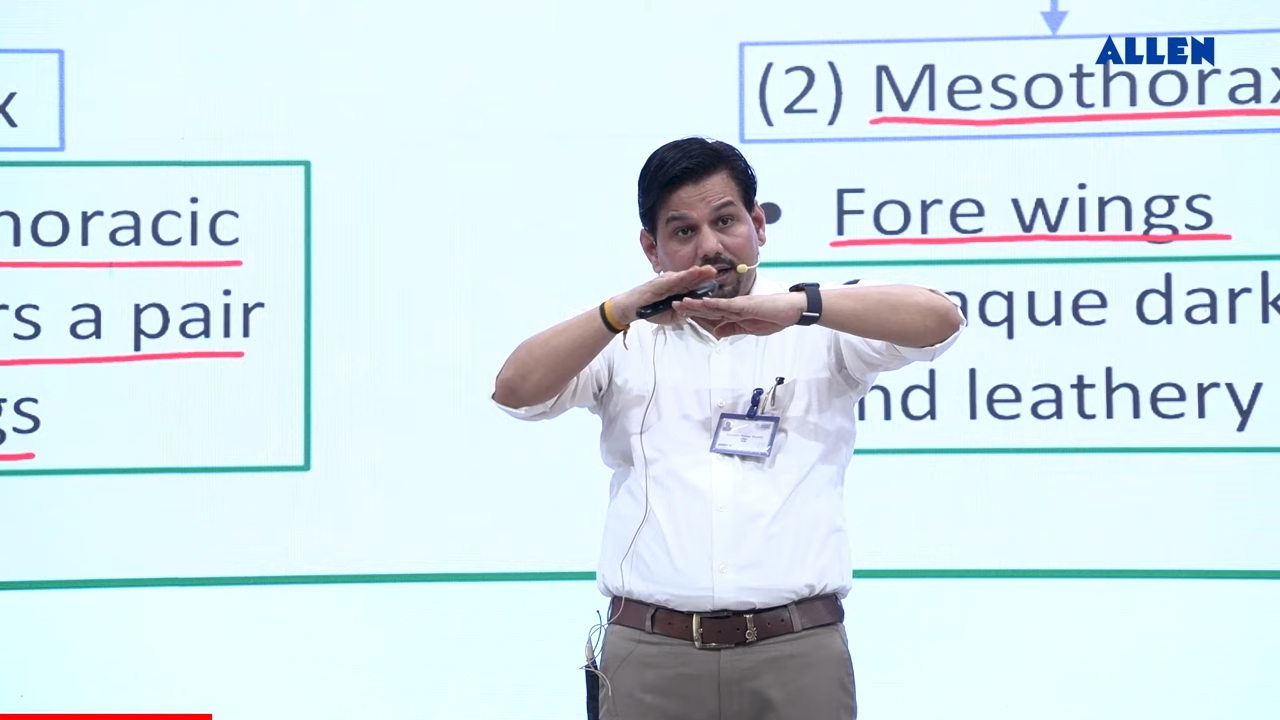 ALLEN
(2) Mesothorax
x
horacic
rs a pair
gs
• Fore wings
aque dark
nd leathery